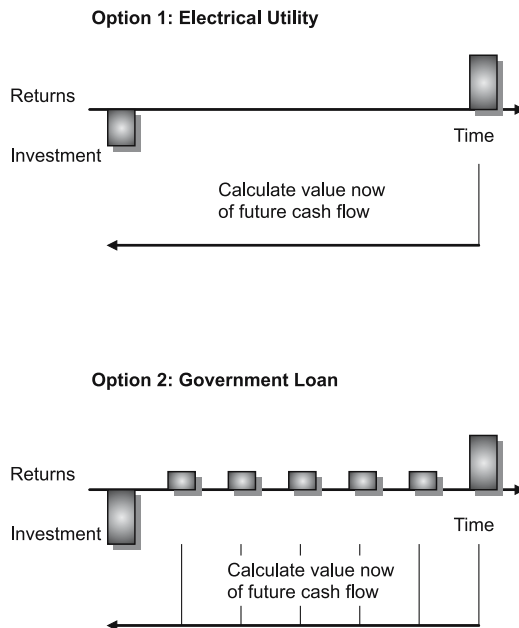 Option 1: Electrical Utility
Returns
Investment
Time
Calculate value now
of future cash flow
Option 2: Government Loan
Returns
Investment
Time
Calculate value now
of future cash flow